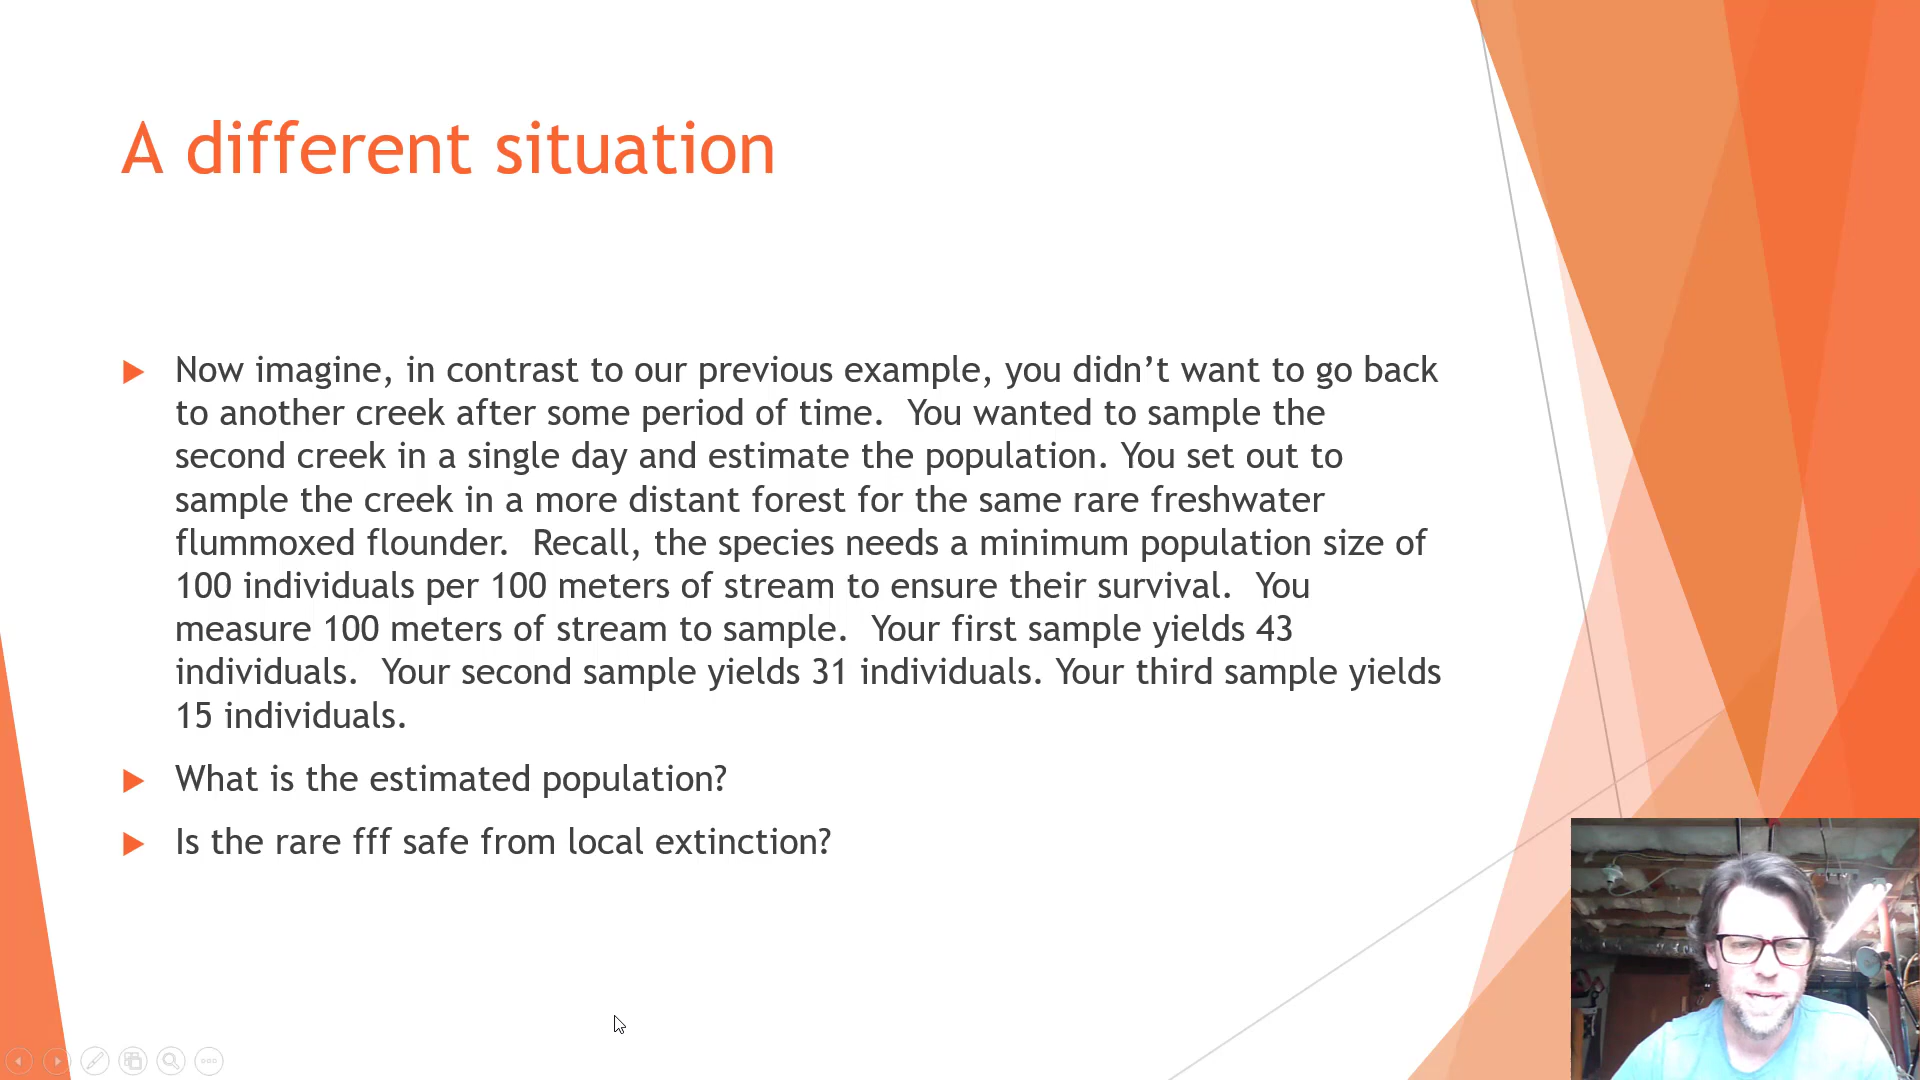 A different situation
Now imagine, in contrast to our previous example, you didn’t want to go back
to another creek after some period of time.  You wanted to sample the
second creek in a single day and estimate the population. You set out to
sample the creek in a more distant forest for the same rare freshwater
flummoxed flounder.  Recall, the species needs a minimum population size of
100 individuals per 100 meters of stream to ensure their survival.  You
measure 100 meters of stream to sample.  Your first sample yields 43
individuals.  Your second sample yields 31 individuals. Your third sample yields
15 individuals.
What is the estimated population?
Is the rare fff safe from local extinction?